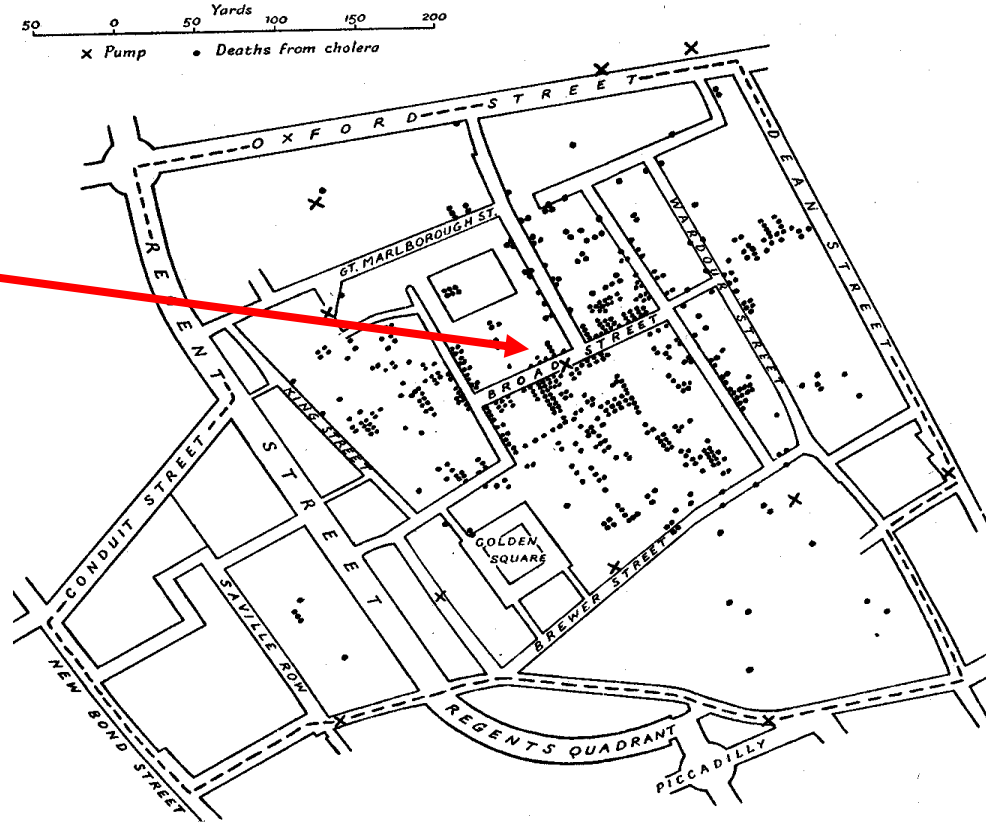 Yards
50 0 50 100 150 200
× Pump • Deaths from cholera
OXFORD STREET
REGENT STREET
GT. MARLBOROUGH ST.
WARDOUR STREET
DEAN STREET
BROAD STREET
KING STREET
CONDUIT STREET
GOLDEN
SQUARE
SAVILLE ROW
BREWER STREET
NEW BOND STREET
REGENTS QUADRANT
PICCADILLY